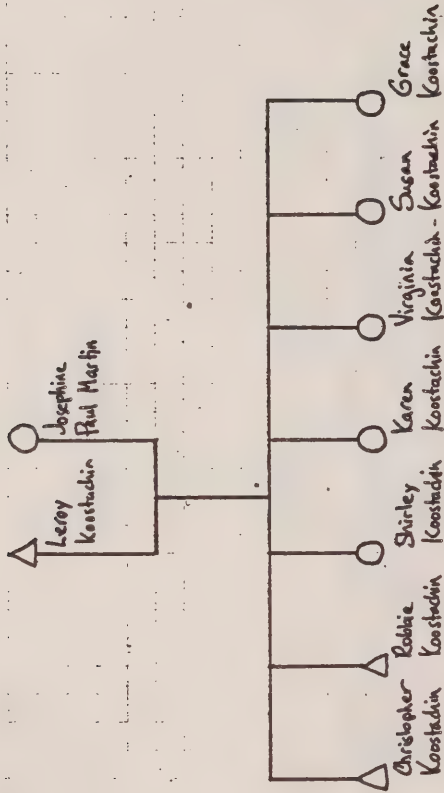 Leroy
Koostachin
Josephine
Paul Martin
Christopher
Koostachin
Robbie
Koostachin
Shirley
Koostachin
Karen
Koostachin
Virginia
Koostachin -
Susan
Koostachin
Grace
Koostachin